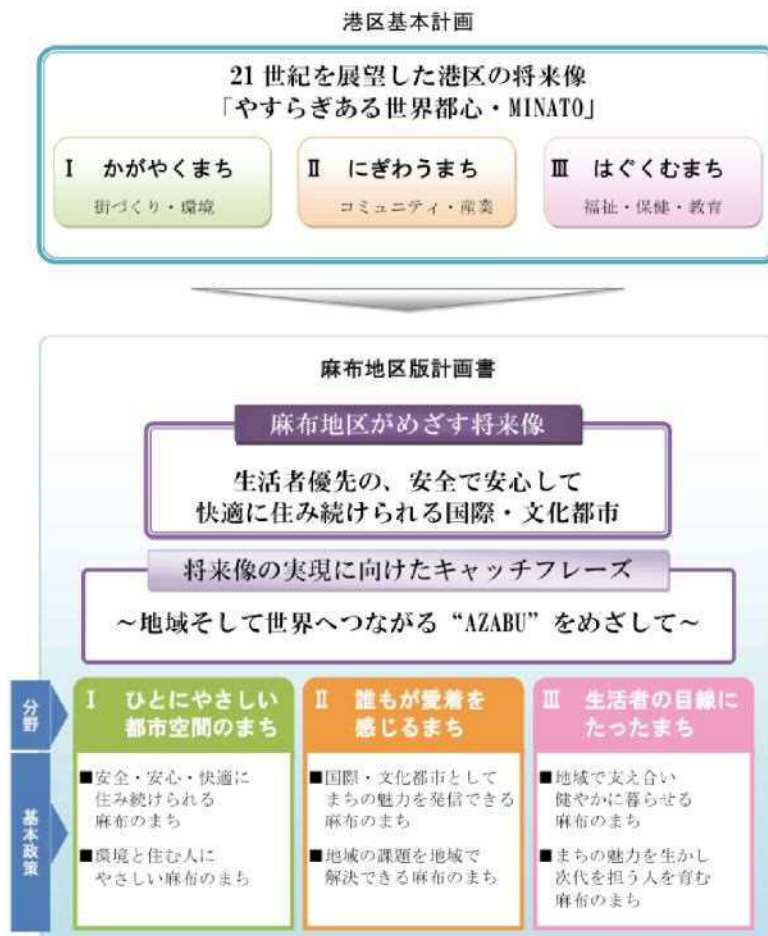 港区基本計画
21世紀を展望した港区の将来像
「やすらぎある世界都心・MINATO」
Ⅰ かがやくまち
街づくり・環境
Ⅱ にぎわうまち
コミュニティ・産業
Ⅲ はぐくむまち
福祉・保健・教育
麻布地区版計画書
麻布地区がめざす将来像
生活者優先の、安全で安心して
快適に住み続けられる国際・文化都市
将来像の実現に向けたキャッチフレーズ
～地域そして世界へつながる“AZABU”をめざして～
分野
Ⅰ ひとにやさしい
都市空間のまち
Ⅱ 誰もが愛着を
感じるまち
Ⅲ 生活者の目線に
たったまち
基本政策
■安全・安心・快適に
住み続けられる
麻布のまち
■環境と住む人に
やさしい麻布のまち
■国際・文化都市として
まちの魅力を発信できる
麻布のまち
■地域の課題を地域で
解決できる麻布のまち
■地域で支え合い
健やかに暮らせる
麻布のまち
■まちの魅力を生かし
次代を担う人を育む
麻布のまち